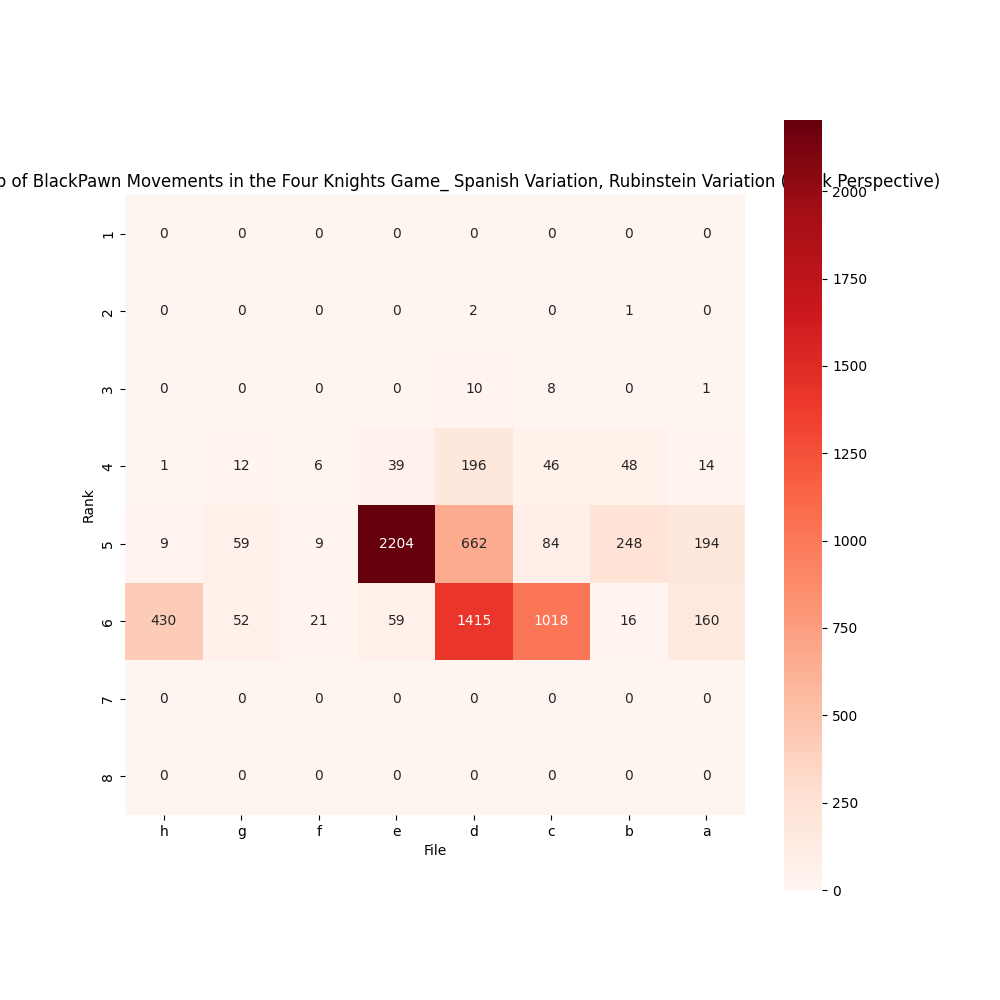 of BlackPawn Movements in the Four Knights Game_ Spanish Variation, Rubinstein Variation ( Perspective)
2000
1750
1500
1250
1000
750
500
250
0
Rank
1 0 0 0 0 0 0 0 0
2 0 0 0 0 2 0 1 0
3 0 0 0 0 10 8 0 1
4 1 12 6 39 196 46 48 14
5 9 59 9 2204 662 84 248 194
6 430 52 21 59 1415 1018 16 160
7 0 0 0 0 0 0 0 0
8 0 0 0 0 0 0 0 0
h g f e d c b a
File